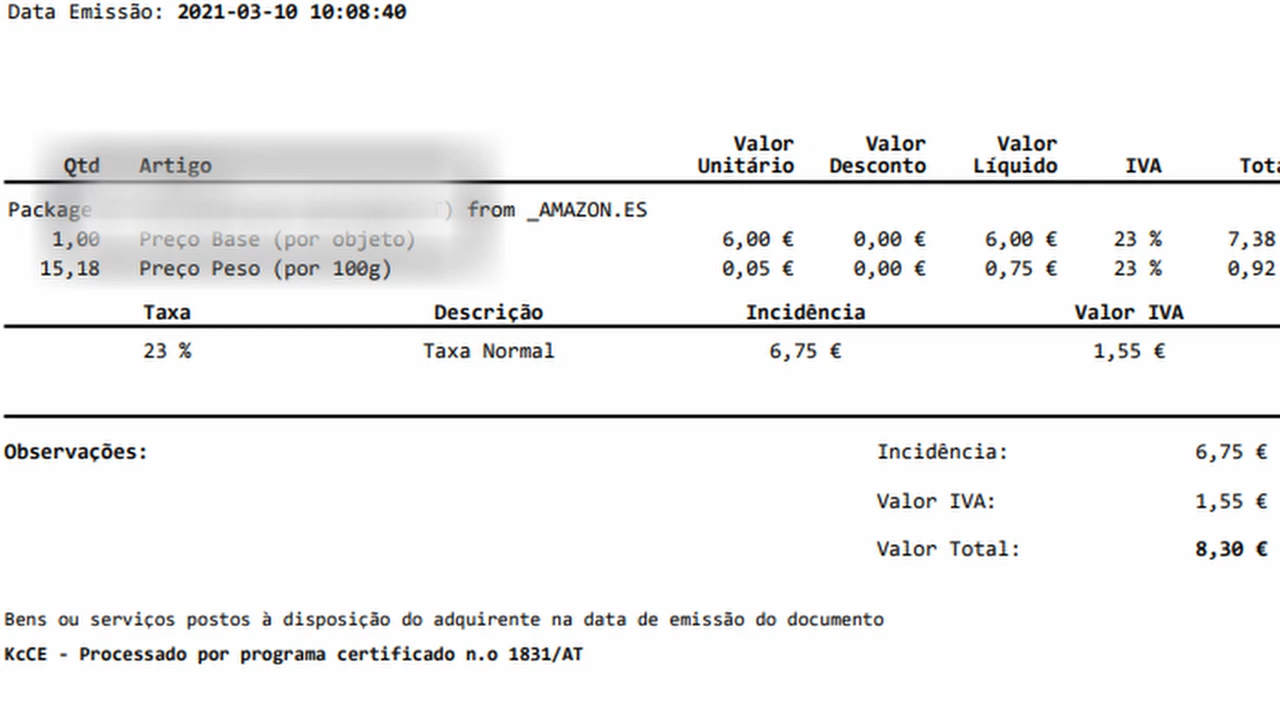 Data Emissão: 2021-03-10 10:08:40
Qtd Artigo Valor Unitário Valor Desconto Valor Líquido IVA
Package ) from _AMAZON.ES
1,00 Preço Base (por objeto) 6,00 € 0,00 € 6,00 € 23 % 7,38
15,18 Preço Peso (por 100g) 0,05 € 0,00 € 0,75 € 23 % 0,92
Taxa Descrição Incidência Valor IVA
23 % Taxa Normal 6,75 € 1,55 €
Observações: Incidência: 6,75 €
Valor IVA: 1,55 €
Valor Total: 8,30 €
Bens ou serviços postos à disposição do adquirente na data de emissão do documento
KcCE - Processado por programa certificado n.o 1831/AT